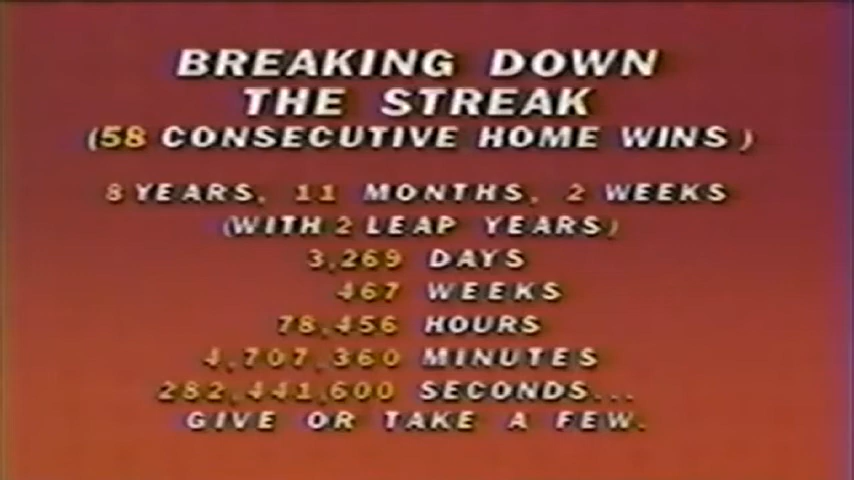 BREAKING DOWN
THE STREAK
(58 CONSECUTIVE HOME WINS)
8 YEARS, 11 MONTHS, 2 WEEKS
(WITH 2 LEAP YEARS)
3,269 DAYS
467 WEEKS
78,456 HOURS
4,707,360 MINUTES
282,441,600 SECONDS...
GIVE OR TAKE A FEW.